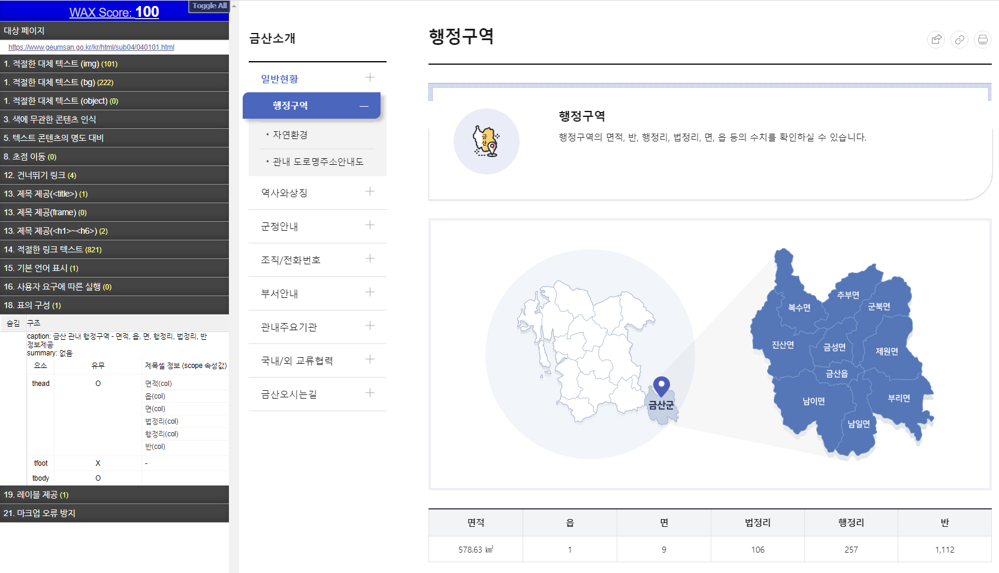 WAX Score: 100
Toggle All
대상 페이지
https://www.geumsan.go.kr/kr/html/sub04/040101.html
1. 적절한 대체 텍스트 (img) (101)
1. 적절한 대체 텍스트 (bg) (222)
1. 적절한 대체 텍스트 (object) (0)
3. 색에 무관한 콘텐츠 인식
5. 텍스트 콘텐츠의 명도 대비
8. 초점 이동 (0)
12. 건너뛰기 링크 (4)
13. 제목 제공(<title>) (1)
13. 제목 제공(frame) (0)
13. 제목 제공(<h1>~<h6>) (2)
14. 적절한 링크 텍스트 (821)
15. 기본 언어 표시 (1)
16. 사용자 요구에 따른 실행 (0)
18. 표의 구성 (1)
숨김 구조
caption: 금산 관내 행정구역 - 면적, 읍, 면, 행정리, 법정리, 반
정보제공
summary: 없음
요소 유무 제목셀 정보 (scope 속성값)
thead O 면적(col)
읍(col)
면(col)
법정리(col)
행정리(col)
반(col)
tfoot X -
tbody O
19. 레이블 제공 (1)
21. 마크업 오류 방지
금산소개
일반현황
행정구역
자연환경
관내 도로명주소안내도
역사와상징
군정안내
조직/전화번호
부서안내
관내주요기관
국내/외 교류협력
금산오시는길
행정구역
금산
행정구역
행정구역의 면적, 반, 행정리, 법정리, 면, 읍 등의 수치를 확인하실 수 있습니다.
금산군
추부면
복수면
군북면
진산면
금성면
제원면
금산읍
남이면
부리면
남일면
면적 읍 면 법정리 행정리 반
578.63 ㎢ 1 9 106 257 1,112